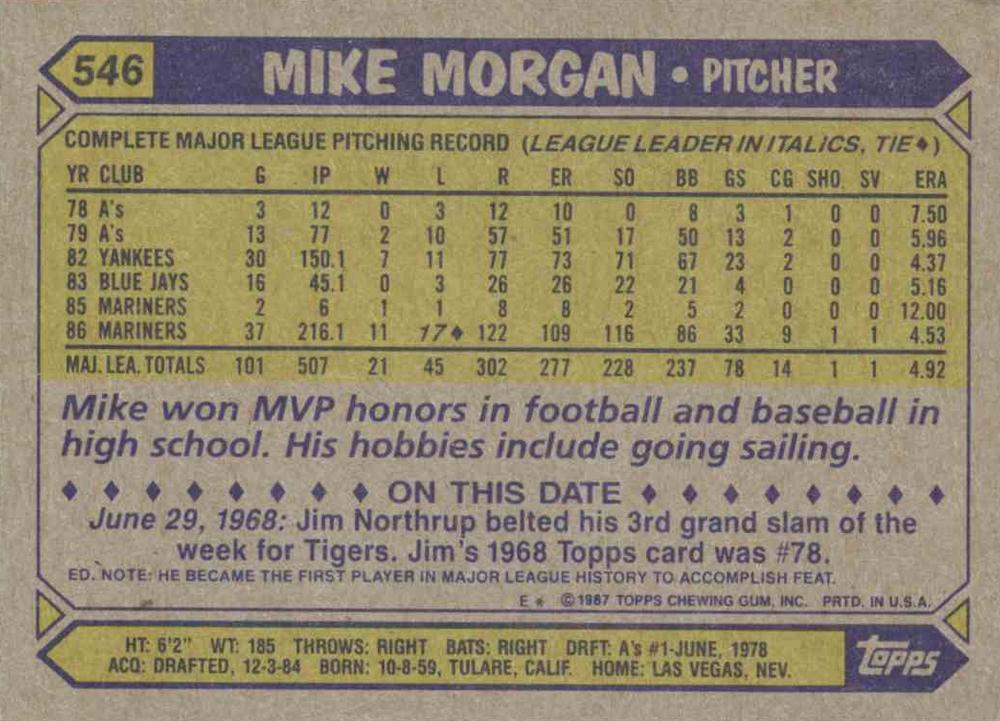 546 MIKE MORGAN • PITCHER
COMPLETE MAJOR LEAGUE PITCHING RECORD (LEAGUE LEADER IN ITALICS, TIE♦)
YR CLUB G IP W L R ER SO BB GS CG SHO SV ERA
78 A's 3 12 0 3 12 10 0 8 3 1 0 0 7.50
79 A's 13 77 2 10 57 51 17 50 13 2 0 0 5.96
82 YANKEES 30 150.1 7 11 77 73 71 67 23 2 0 0 4.37
83 BLUE JAYS 16 45.1 0 3 26 26 22 21 4 0 0 0 5.16
85 MARINERS 2 6 1 1 8 8 2 5 2 0 0 0 12.00
86 MARINERS 37 216.1 11 17♦ 122 109 116 86 33 9 1 1 4.53
MAJ. LEA. TOTALS 101 507 21 45 302 277 228 237 78 14 1 1 4.92
Mike won MVP honors in football and baseball in
high school. His hobbies include going sailing.
♦ ♦ ♦ ♦ ♦ ♦ ♦ ♦ ON THIS DATE ♦ ♦ ♦ ♦ ♦ ♦ ♦ ♦
June 29, 1968: Jim Northrup belted his 3rd grand slam of the
week for Tigers. Jim's 1968 Topps card was #78.
ED. NOTE: HE BECAME THE FIRST PLAYER IN MAJOR LEAGUE HISTORY TO ACCOMPLISH FEAT.
E * © 1987 TOPPS CHEWING GUM, INC. PRTD. IN U.S.A.
HT: 6'2" WT: 185 THROWS: RIGHT BATS: RIGHT DRFT: A's #1-JUNE, 1978
ACQ: DRAFTED, 12-3-84 BORN: 10-8-59, TULARE, CALIF. HOME: LAS VEGAS, NEV.
TOPPS